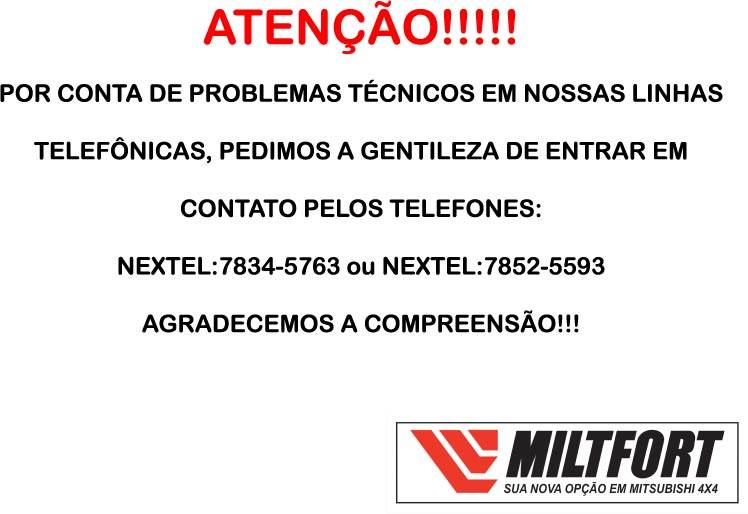 ATENÇÃO!!!!!
POR CONTA DE PROBLEMAS TÉCNICOS EM NOSSAS LINHAS
TELEFÔNICAS, PEDIMOS A GENTILEZA DE ENTRAR EM
CONTATO PELOS TELEFONES:
NEXTEL:7834-5763 ou NEXTEL:7852-5593
AGRADECEMOS A COMPREENSÃO!!!
MILTFORT
SUA NOVA OPÇÃO EM MITSUBISHI 4X4